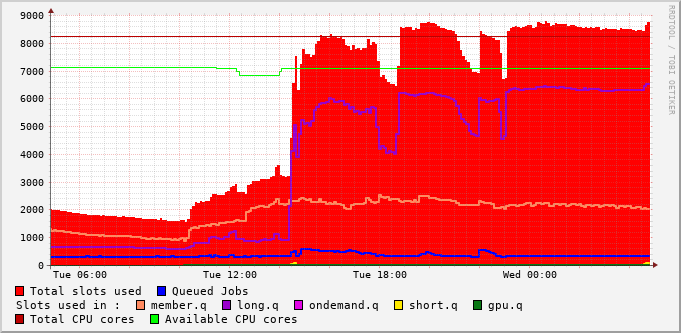 9000
8000
7000
6000
5000
4000
3000
2000
1000
0
Tue 06:00 Tue 12:00 Tue 18:00 Wed 00:00
Total slots used Queued Jobs
Slots used in : member.q long.q ondemand.q short.q gpu.q
Total CPU cores Available CPU cores
RRDTOOL / TOBI OETIKER